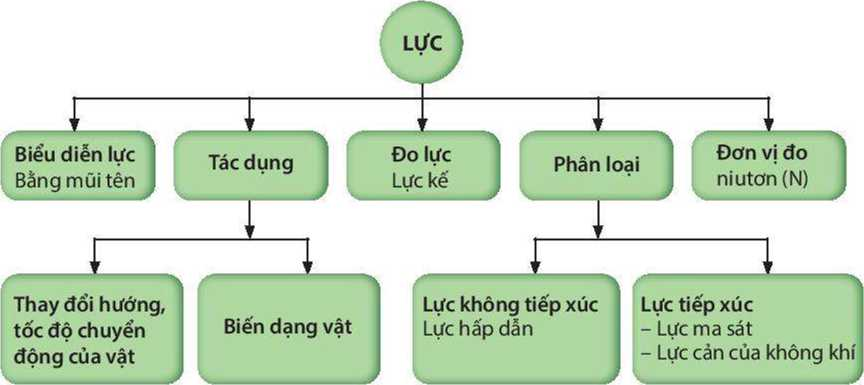 LỰC
Biểu diễn lực
Bằng mũi tên
Tác dụng
Đo lực
Lực kế
Phân loại
Đơn vị đo
niutơn (N)
Thay đổi hướng,
tốc độ chuyển
động của vật
Biến dạng vật
Lực không tiếp xúc
Lực hấp dẫn
Lực tiếp xúc
– Lực ma sát
– Lực cản của không khí